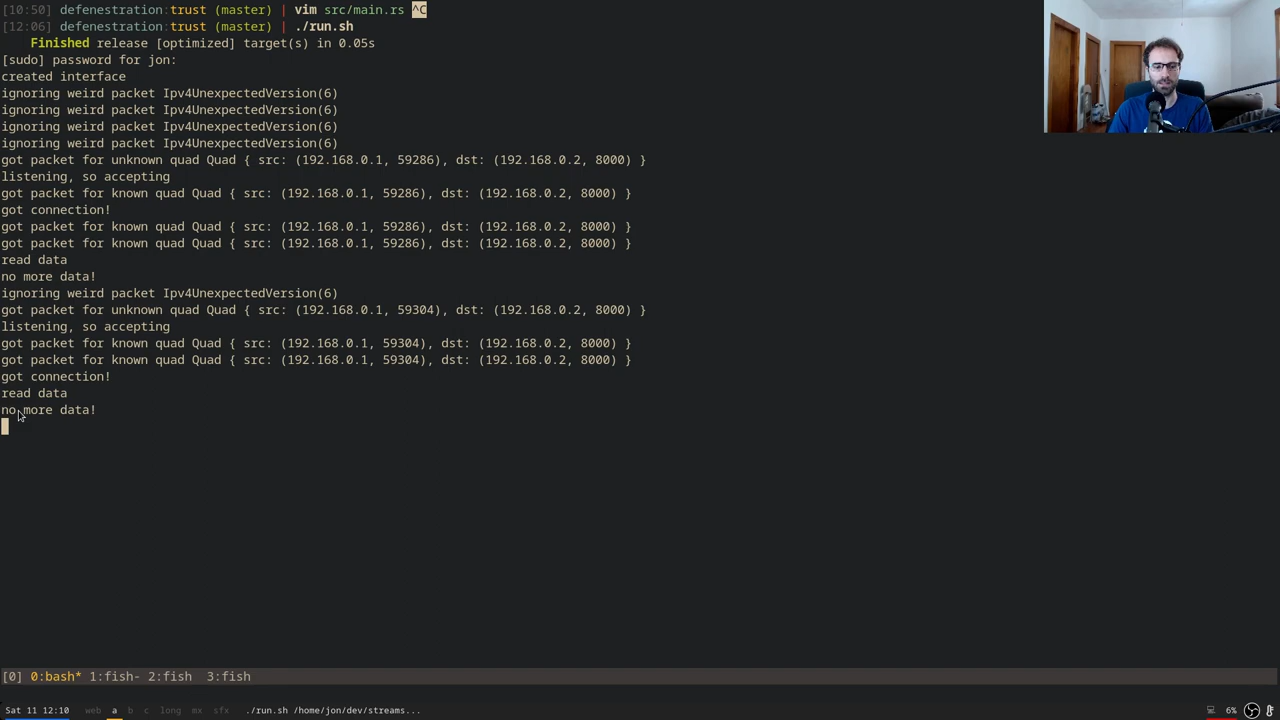 [10:50] defenestration:trust (master) | vim src/main.rs ^C
[12:06] defenestration:trust (master) | ./run.sh
Finished release [optimized] target(s) in 0.05s
[sudo] password for jon:
created interface
ignoring weird packet Ipv4UnexpectedVersion(6)
ignoring weird packet Ipv4UnexpectedVersion(6)
ignoring weird packet Ipv4UnexpectedVersion(6)
ignoring weird packet Ipv4UnexpectedVersion(6)
got packet for unknown quad Quad { src: (192.168.0.1, 59286), dst: (192.168.0.2, 8000) }
listening, so accepting
got packet for known quad Quad { src: (192.168.0.1, 59286), dst: (192.168.0.2, 8000) }
got connection!
got packet for known quad Quad { src: (192.168.0.1, 59286), dst: (192.168.0.2, 8000) }
got packet for known quad Quad { src: (192.168.0.1, 59286), dst: (192.168.0.2, 8000) }
read data
no more data!
ignoring weird packet Ipv4UnexpectedVersion(6)
got packet for unknown quad Quad { src: (192.168.0.1, 59304), dst: (192.168.0.2, 8000) }
listening, so accepting
got packet for known quad Quad { src: (192.168.0.1, 59304), dst: (192.168.0.2, 8000) }
got packet for known quad Quad { src: (192.168.0.1, 59304), dst: (192.168.0.2, 8000) }
got connection!
read data
no more data!
[0] 0:bash* 1:fish- 2:fish 3:fish
Sat 11 12:10 web a b c long mx sfx ./run.sh /home/jon/dev/streams... 6%